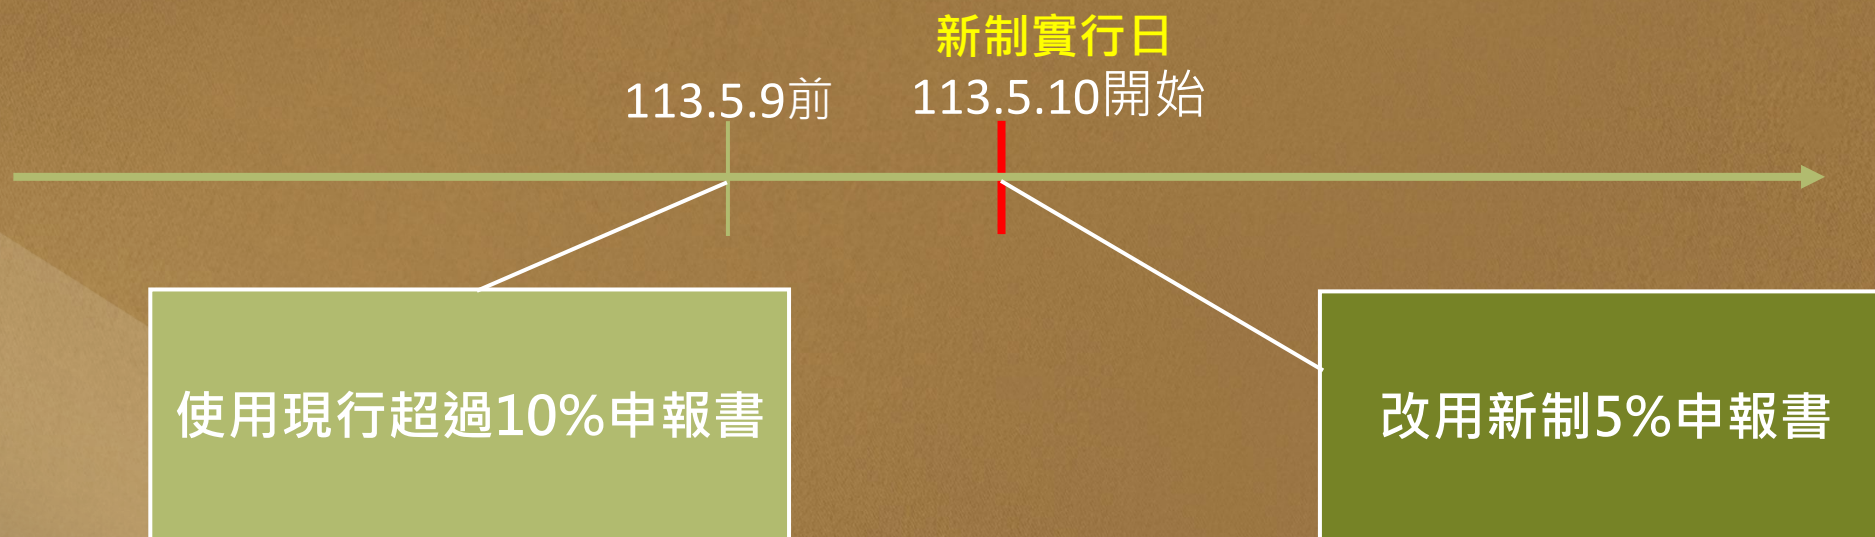 新制實行日
113.5.9前
113.5.10開始
使用現行超過10%申報書
改用新制5%申報書